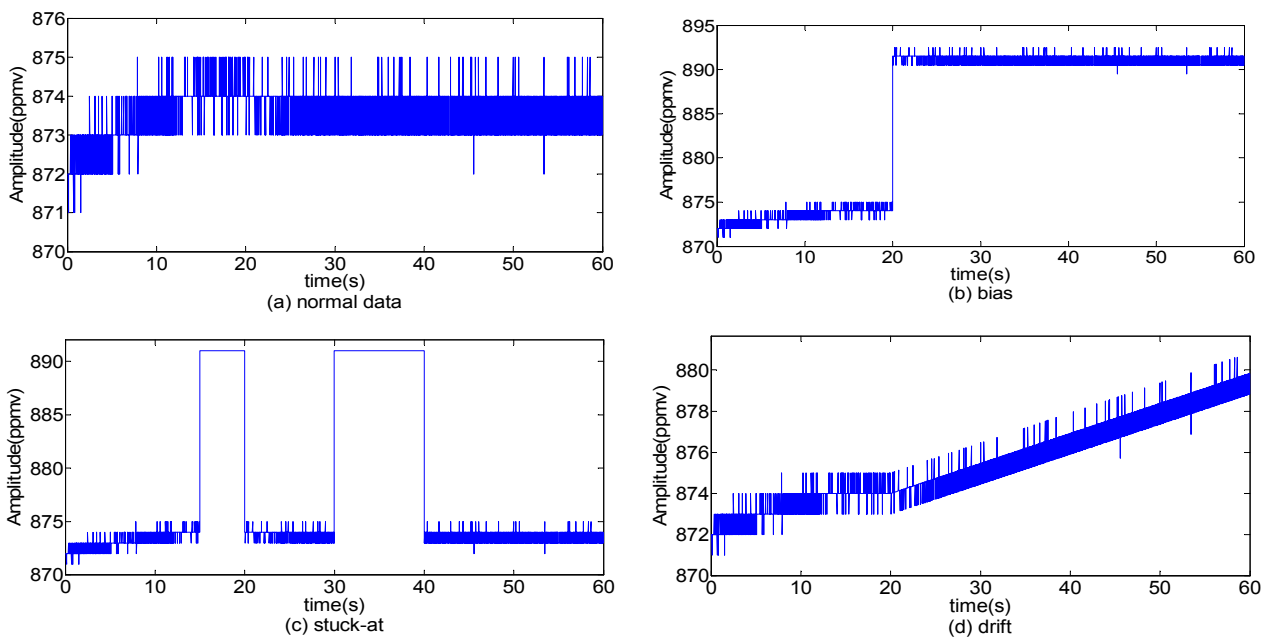 876
875
874
873
872
871
870
Amplitude(ppmv)
0 10 20 30 40 50 60
time(s)
(a) normal data
895
890
885
880
875
870
Amplitude(ppmv)
0 10 20 30 40 50 60
time(s)
(b) bias
890
885
880
875
870
Amplitude(ppmv)
0 10 20 30 40 50 60
time(s)
(c) stuck-at
880
878
876
874
872
870
Amplitude(ppmv)
0 10 20 30 40 50 60
time(s)
(d) drift